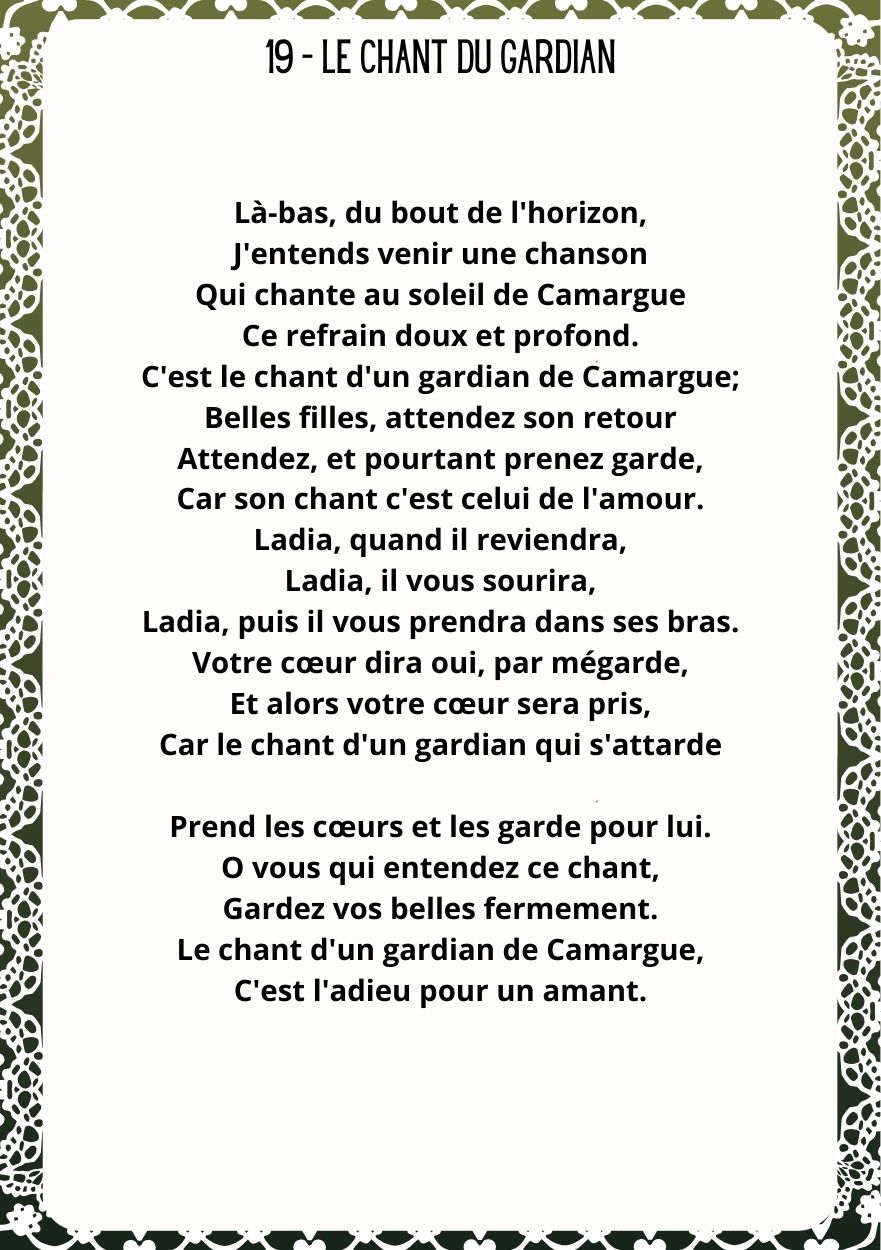 19 - LE CHANT DU GARDIAN
Là-bas, du bout de l'horizon,
J'entends venir une chanson
Qui chante au soleil de Camargue
Ce refrain doux et profond.
C'est le chant d'un gardian de Camargue;
Belles filles, attendez son retour
Attendez, et pourtant prenez garde,
Car son chant c'est celui de l'amour.
Ladia, quand il reviendra,
Ladia, il vous sourira,
Ladia, puis il vous prendra dans ses bras.
Votre cœur dira oui, par mégarde,
Et alors votre cœur sera pris,
Car le chant d'un gardian qui s'attarde
Prend les cœurs et les garde pour lui.
O vous qui entendez ce chant,
Gardez vos belles fermement.
Le chant d'un gardian de Camargue,
C'est l'adieu pour un amant.